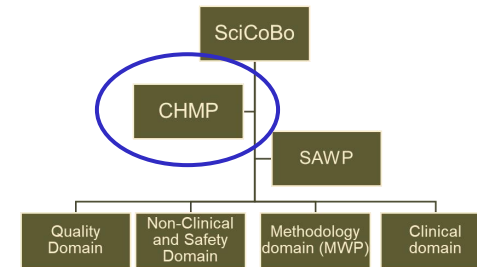 SciCoBo
CHMP
SAWP
Quality
Domain
Non-Clinical
and Safety
Domain
Methodology
domain (MWP)
Clinical
domain